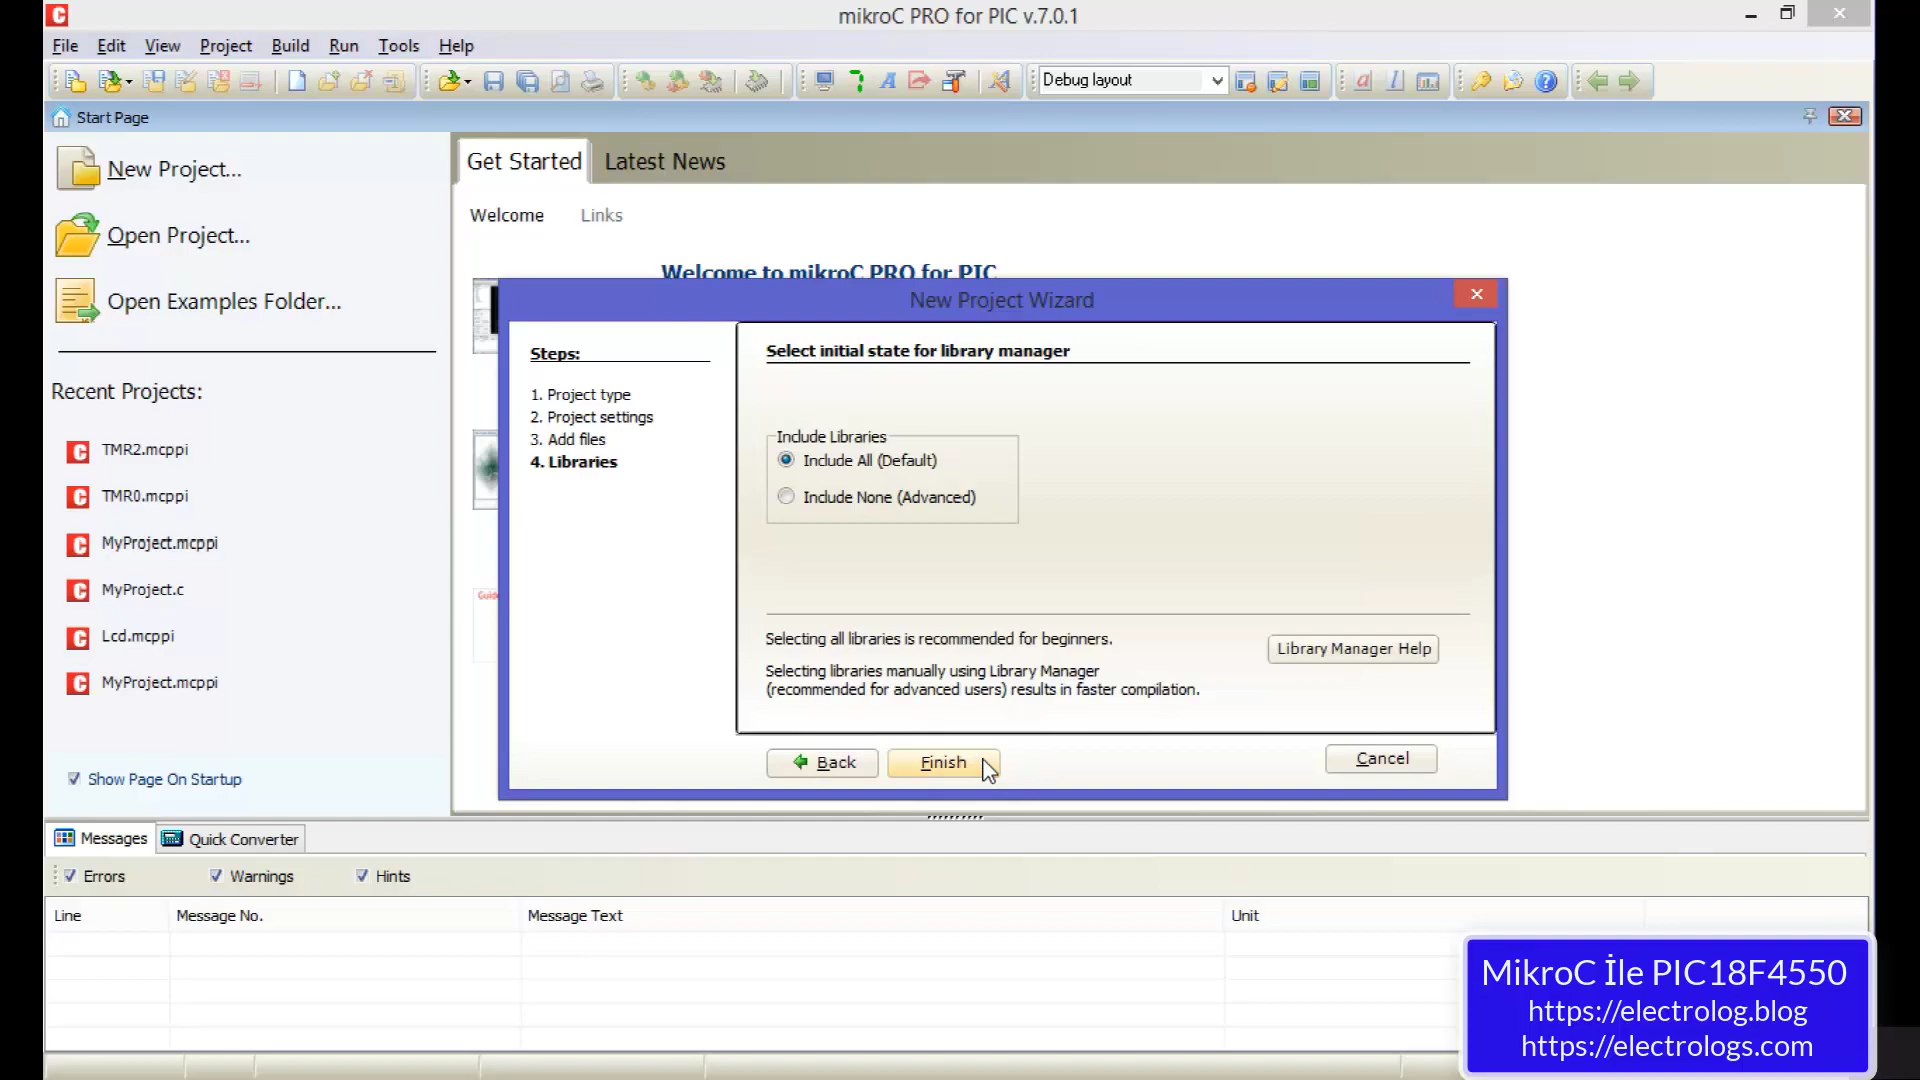 mikroC PRO for PIC v.7.0.1
File Edit View Project Build Run Tools Help
Debug layout
Start Page
New Project...
Open Project...
Open Examples Folder...
Recent Projects:
TMR2.mcppi
TMR0.mcppi
MyProject.mcppi
MyProject.c
Lcd.mcppi
MyProject.mcppi
Show Page On Startup
Get Started Latest News
Welcome Links
Welcome to mikroC PRO for PIC
New Project Wizard
Steps:
1. Project type
2. Project settings
3. Add files
4. Libraries
Select initial state for library manager
Include Libraries
Include All (Default)
Include None (Advanced)
Selecting all libraries is recommended for beginners.
Selecting libraries manually using Library Manager
(recommended for advanced users) results in faster compilation.
Library Manager Help
Back Finish Cancel
Messages Quick Converter
Errors Warnings Hints
Line Message No. Message Text Unit
MikroC İle PIC18F4550
https://electrolog.blog
https://electrologs.com